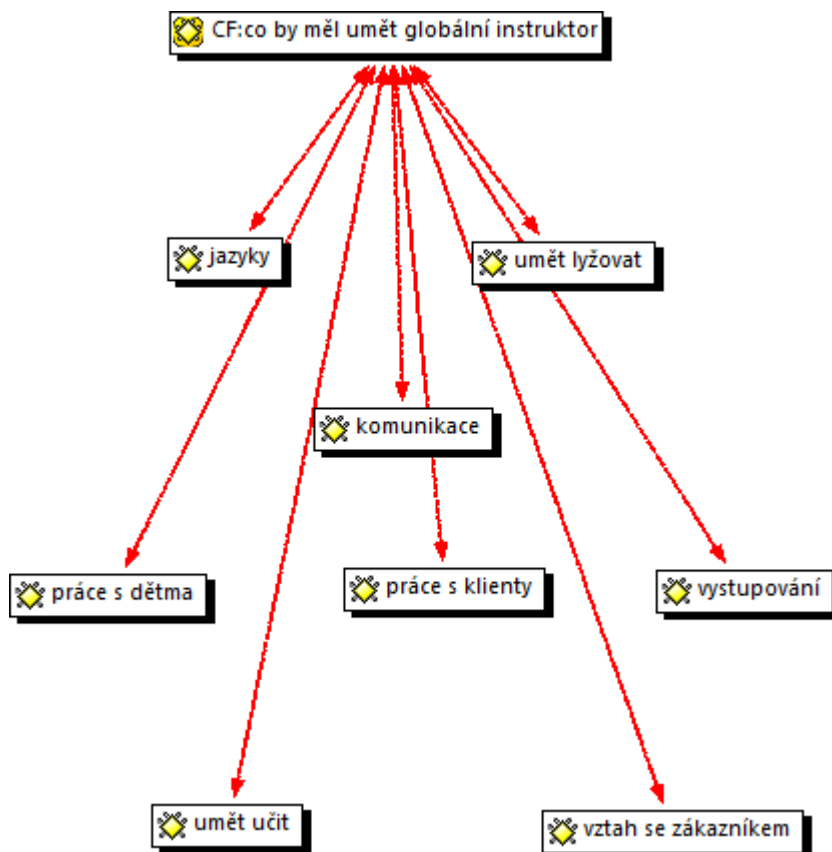 CF:co by měl umět globální instruktor
jazyky
umět lyžovat
komunikace
práce s dětma
práce s klienty
vystupování
umět učit
vztah se zákazníkem